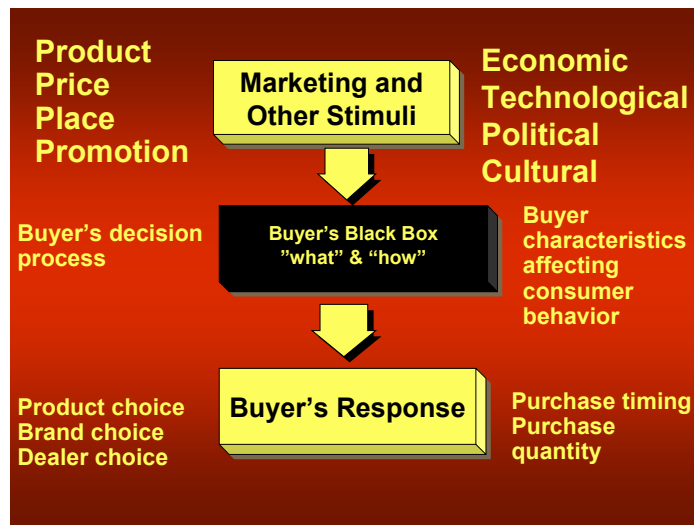 Product
Price
Place
Promotion
Marketing and
Other Stimuli
Economic
Technological
Political
Cultural
Buyer’s decision
process
Buyer’s Black Box
”what” & “how”
Buyer
characteristics
affecting
consumer
behavior
Product choice
Brand choice
Dealer choice
Buyer’s Response
Purchase timing
Purchase
quantity